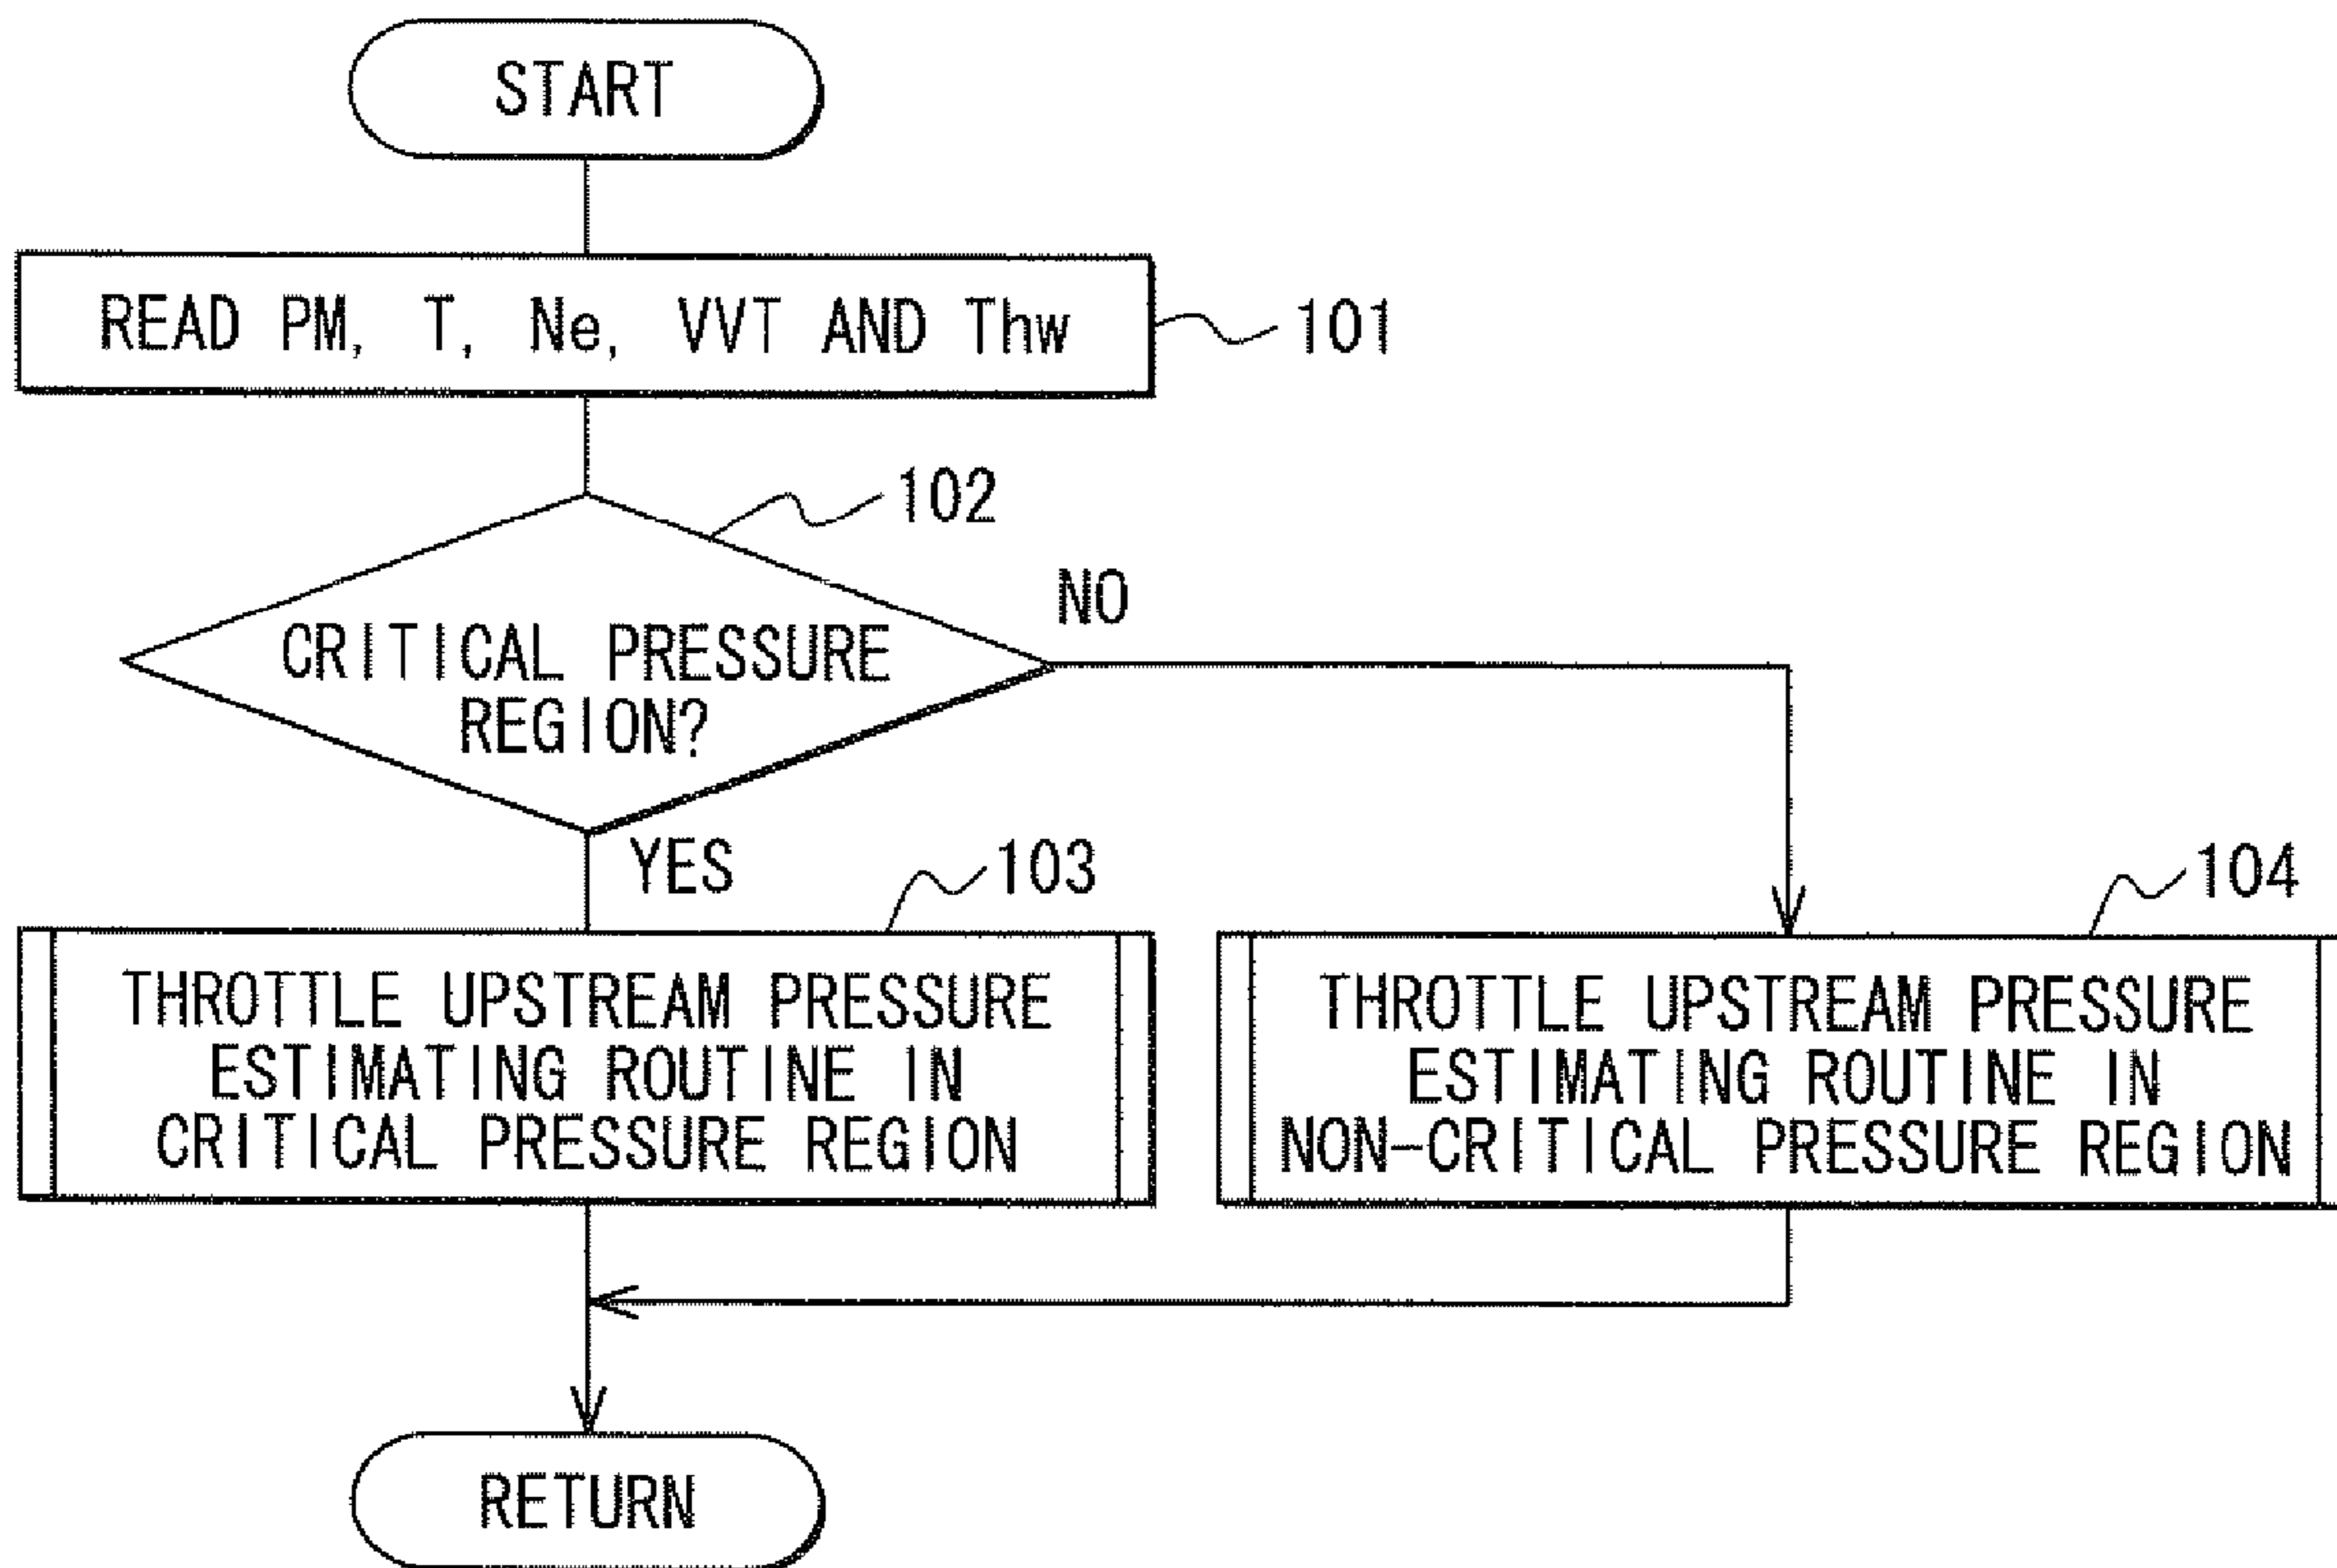 START
READ PM, T, Ne, VVT AND Thw
101
102
NO
CRITICAL PRESSURE
REGION?
YES
103
104
THROTTLE UPSTREAM PRESSURE
ESTIMATING ROUTINE IN
CRITICAL PRESSURE REGION
THROTTLE UPSTREAM PRESSURE
ESTIMATING ROUTINE IN
NON-CRITICAL PRESSURE REGION
RETURN